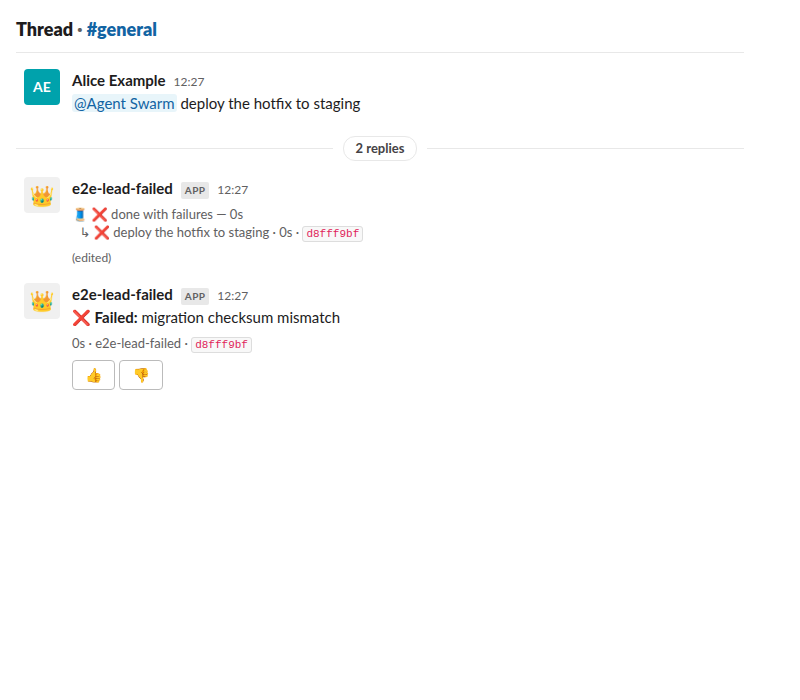 Thread • #general
AE
Alice Example 12:27
@Agent Swarm deploy the hotfix to staging
2 replies
e2e-lead-failed APP 12:27
🧵 ❌ done with failures — 0s
↳ ❌ deploy the hotfix to staging · 0s · d8fff9bf
(edited)
e2e-lead-failed APP 12:27
❌ Failed: migration checksum mismatch
0s · e2e-lead-failed · d8fff9bf